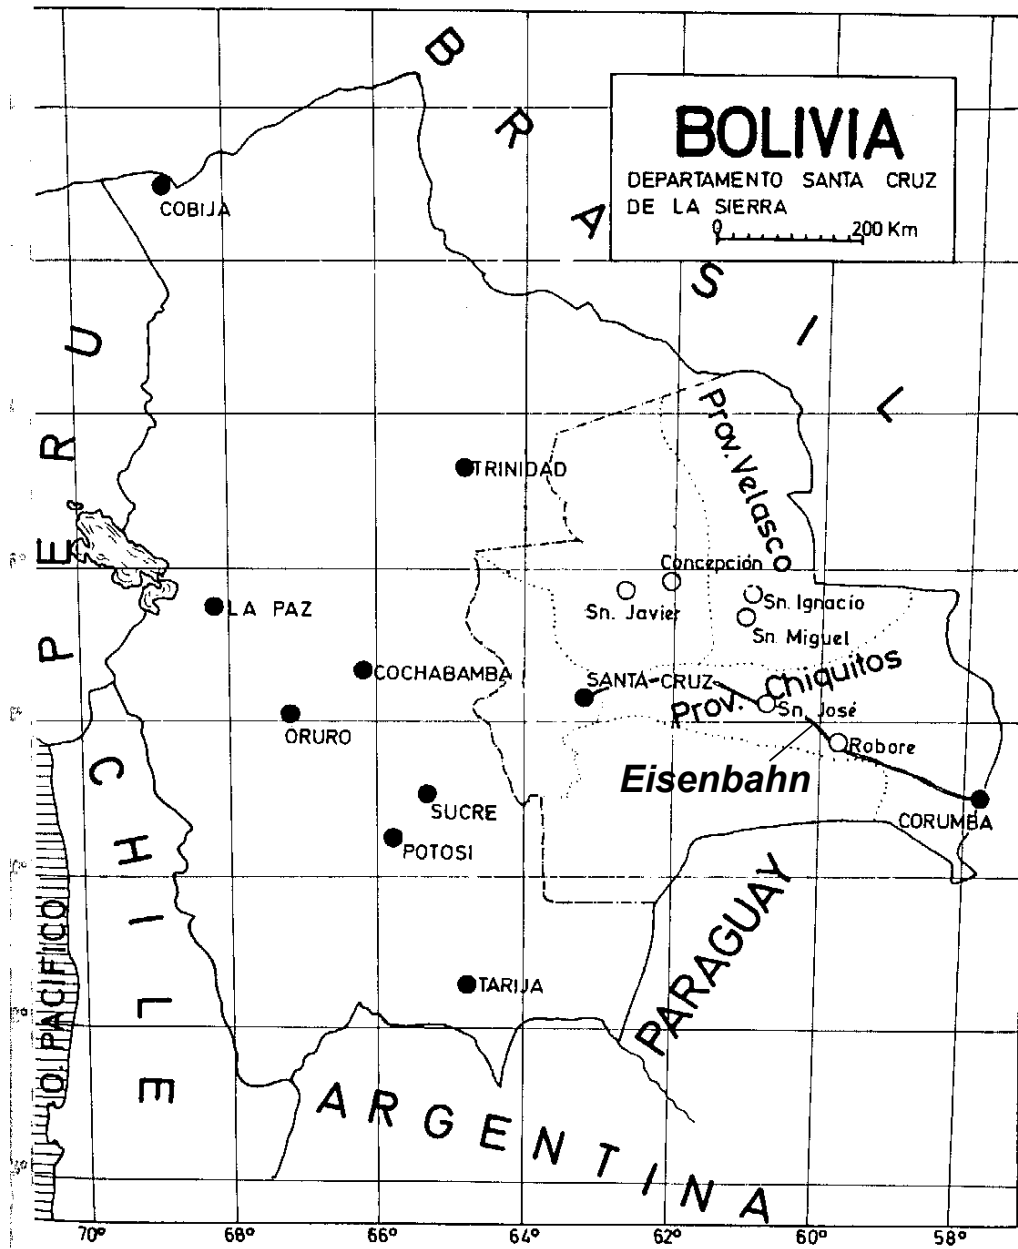 BRASIL
BOLIVIA
DEPARTAMENTO SANTA CRUZ
DE LA SIERRA
0 200 Km
COBIJA
PERU
Prov. Velasco
TRINIDAD
Concepción
Sn. Javier
Sn. Ignacio
Sn. Miguel
LA PAZ
COCHABAMBA
SANTA-CRUZ
Prov. Chiquitos
Sn. José
ORURO
Robore
Eisenbahn
SUCRE
CORUMBA
POTOSI
CHILE
PARAGUAY
O. PACIFICO
TARIJA
ARGENTINA
70° 68° 66° 64° 62° 60° 58°